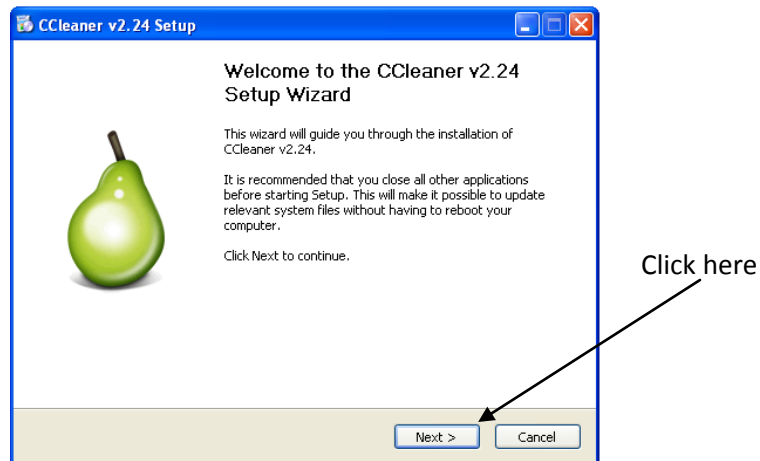 CCleaner v2.24 Setup
Welcome to the CCleaner v2.24
Setup Wizard
This wizard will guide you through the installation of
CCleaner v2.24.
It is recommended that you close all other applications
before starting Setup. This will make it possible to update
relevant system files without having to reboot your
computer.
Click Next to continue.
Click here
Next >
Cancel